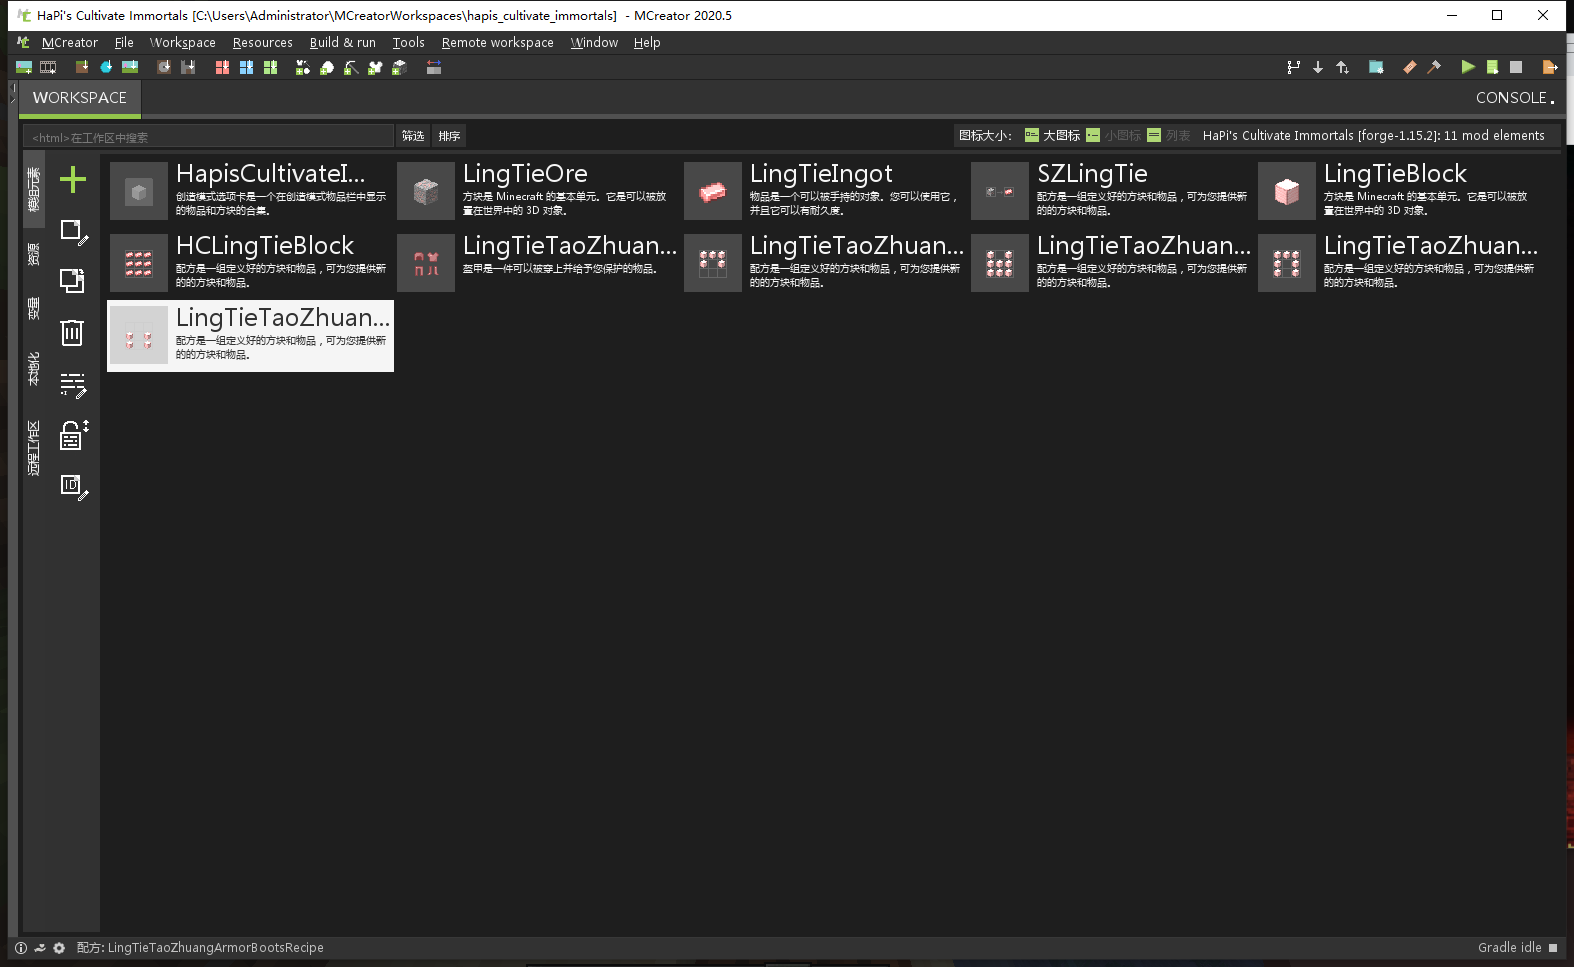 HaPi's Cultivate Immortals [C:\Users\Administrator\MCreatorWorkspaces\hapis_cultivate_immortals] - MCreator 2020.5
MCreator File Workspace Resources Build & run Tools Remote workspace Window Help
WORKSPACE
CONSOLE
<html>在工作区中搜索
筛选
排序
图标大小：
大图标
小图标
列表
HaPi's Cultivate Immortals [forge-1.15.2]: 11 mod elements
模组元素
资源
变量
本地化
远程工作区
HapisCultivateI...
创造模式选项卡是一个在创造模式物品栏中显示
的物品和方块的合集。
LingTieOre
方块是 Minecraft 的基本单元。它是可以被放
置在世界中的 3D 对象。
LingTieIngot
物品是一个可以被手持的对象。您可以使用它，
并且它可以有耐久度。
SZLingTie
配方是一组定义好的方块和物品，可为您提供新
的的方块和物品。
LingTieBlock
方块是 Minecraft 的基本单元。它是可以被放
置在世界中的 3D 对象。
HCLingTieBlock
配方是一组定义好的方块和物品，可为您提供新
的的方块和物品。
LingTieTaoZhuan...
盔甲是一件可以被穿上并给予您保护的物品。
LingTieTaoZhuan...
配方是一组定义好的方块和物品，可为您提供新
的的方块和物品。
LingTieTaoZhuan...
配方是一组定义好的方块和物品，可为您提供新
的的方块和物品。
LingTieTaoZhuan...
配方是一组定义好的方块和物品，可为您提供新
的的方块和物品。
LingTieTaoZhuan...
配方是一组定义好的方块和物品，可为您提供新
的的方块和物品。
ID
配方: LingTieTaoZhuangArmorBootsRecipe
Gradle idle